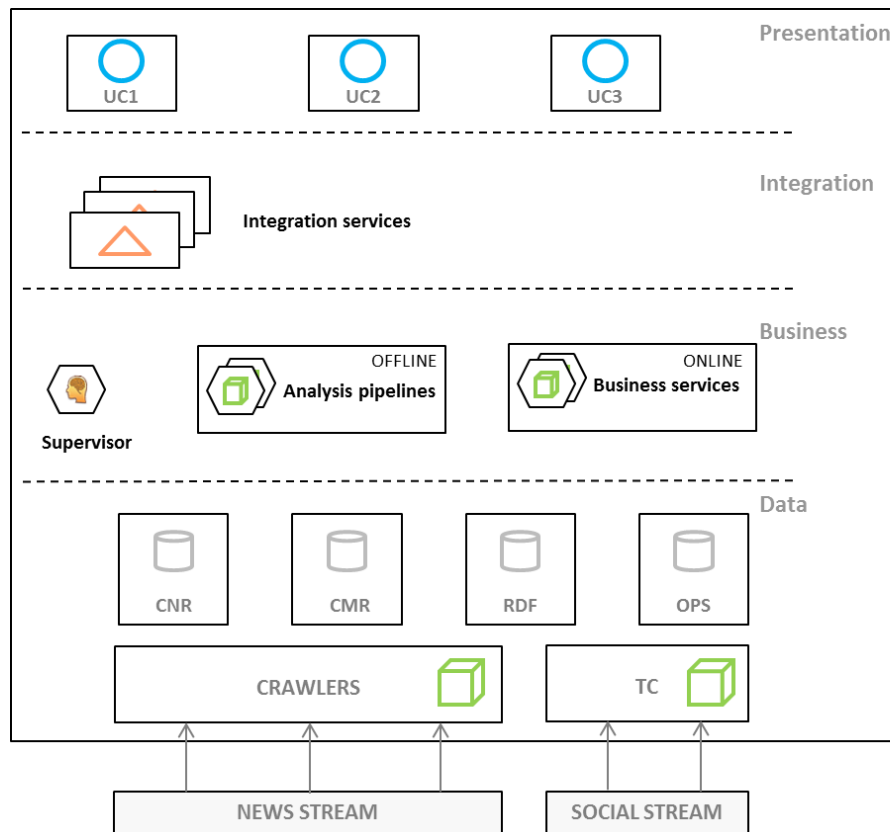 Presentation
UC1
UC2
UC3
Integration
Integration services
Business
OFFLINE
Analysis pipelines
ONLINE
Business services
Supervisor
Data
CNR
CMR
RDF
OPS
CRAWLERS
TC
NEWS STREAM
SOCIAL STREAM